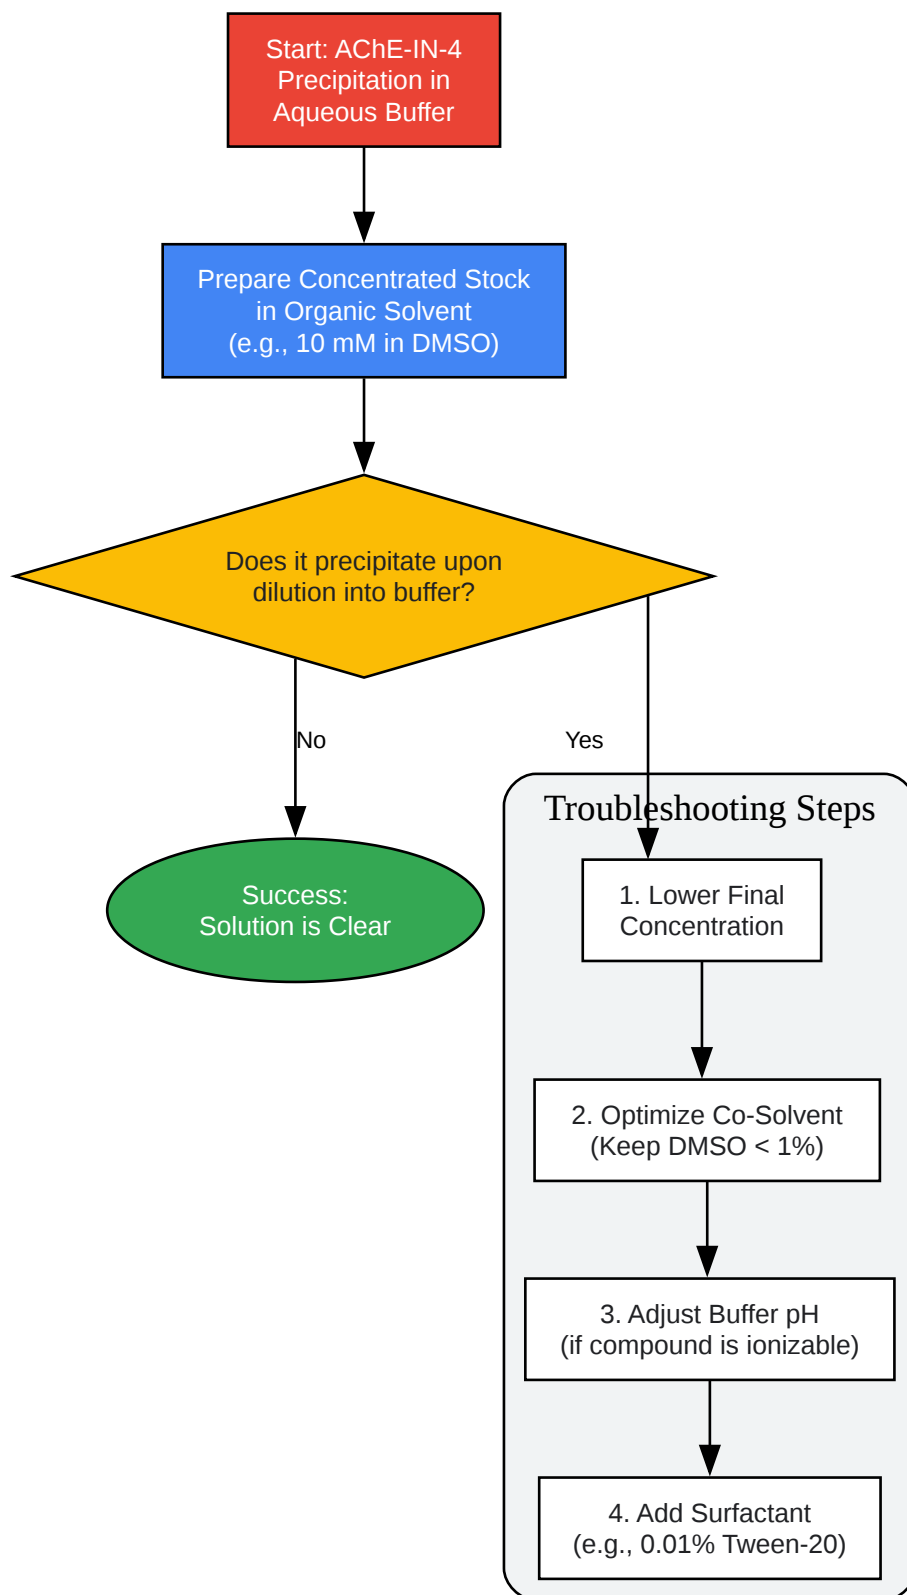 Start: AChE-IN-4
Precipitation in
Aqueous Buffer
Prepare Concentrated Stock
in Organic Solvent
(e.g., 10 mM in DMSO)
Does it precipitate upon
dilution into buffer?
No
Yes
Success:
Solution is Clear
Troubleshooting Steps
1. Lower Final
Concentration
2. Optimize Co-Solvent
(Keep DMSO < 1%)
3. Adjust Buffer pH
(if compound is ionizable)
4. Add Surfactant
(e.g., 0.01% Tween-20)